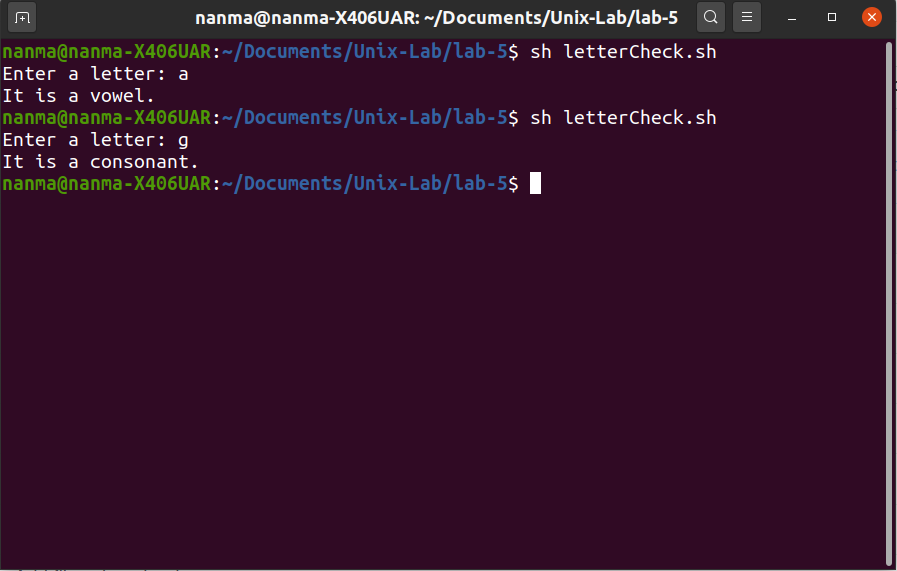 nanma@nanma-X406UAR: ~/Documents/Unix-Lab/lab-5
nanma@nanma-X406UAR:~/Documents/Unix-Lab/lab-5$ sh letterCheck.sh
Enter a letter: a
It is a vowel.
nanma@nanma-X406UAR:~/Documents/Unix-Lab/lab-5$ sh letterCheck.sh
Enter a letter: g
It is a consonant.
nanma@nanma-X406UAR:~/Documents/Unix-Lab/lab-5$